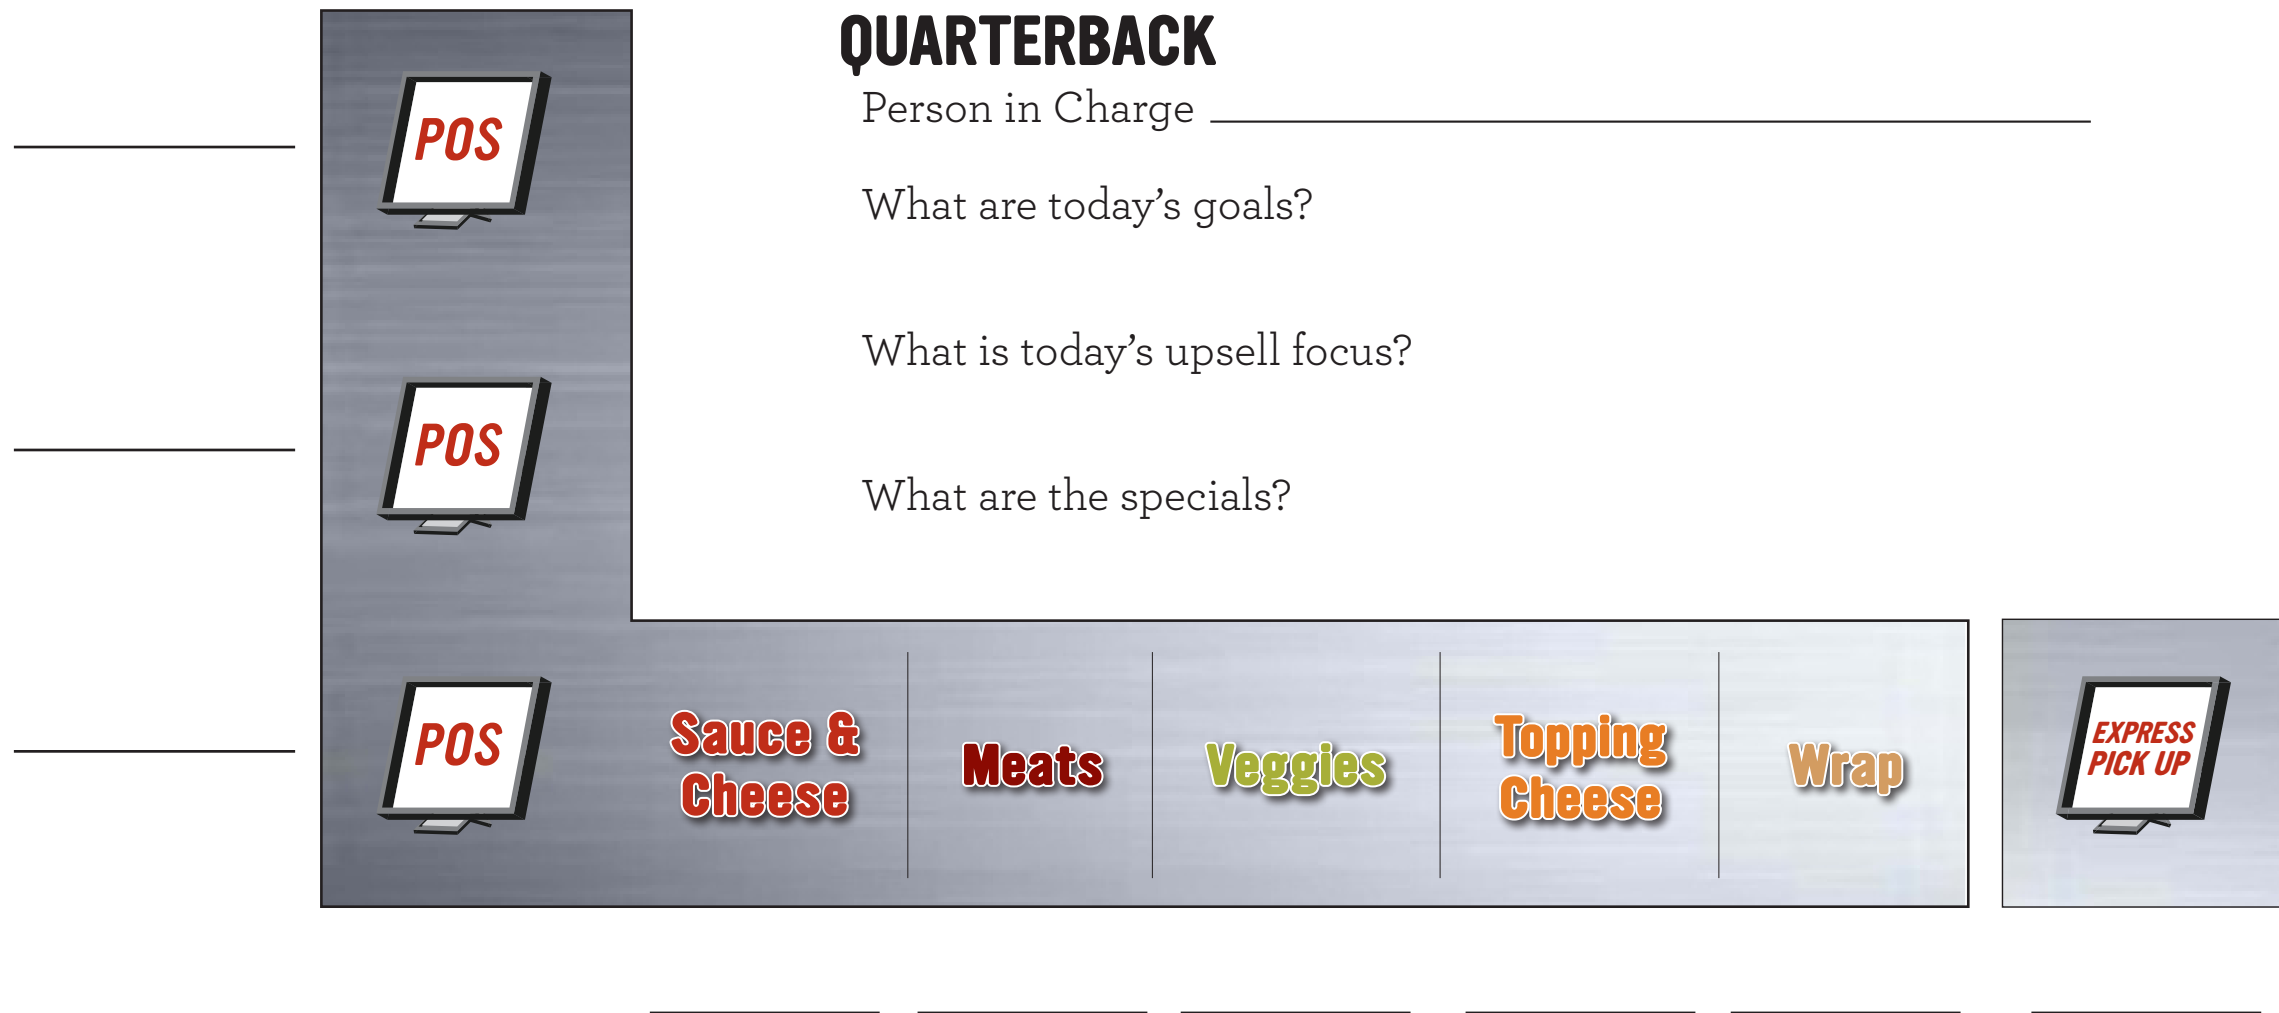 QUARTERBACK
Person in Charge
What are today’s goals?
What is today’s upsell focus?
What are the specials?
POS
POS
POS
Sauce &
Cheese
Meats
Veggies
Topping
Cheese
Wrap
EXPRESS
PICK UP